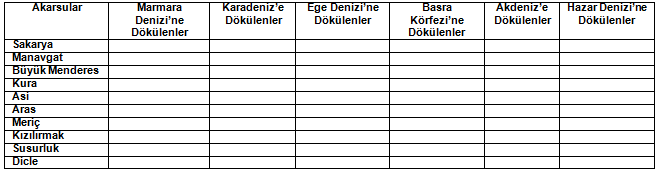 Akarsular
Marmara
Denizi'ne
Dökülenler
Karadeniz'e
Dökülenler
Ege Denizi'ne
Dökülenler
Basra
Körfezi'ne
Dökülenler
Akdeniz'e
Dökülenler
Hazar Denizi'ne
Dökülenler
Sakarya
Manavgat
Büyük Menderes
Kura
Asi
Aras
Meriç
Kızılırmak
Susurluk
Dicle